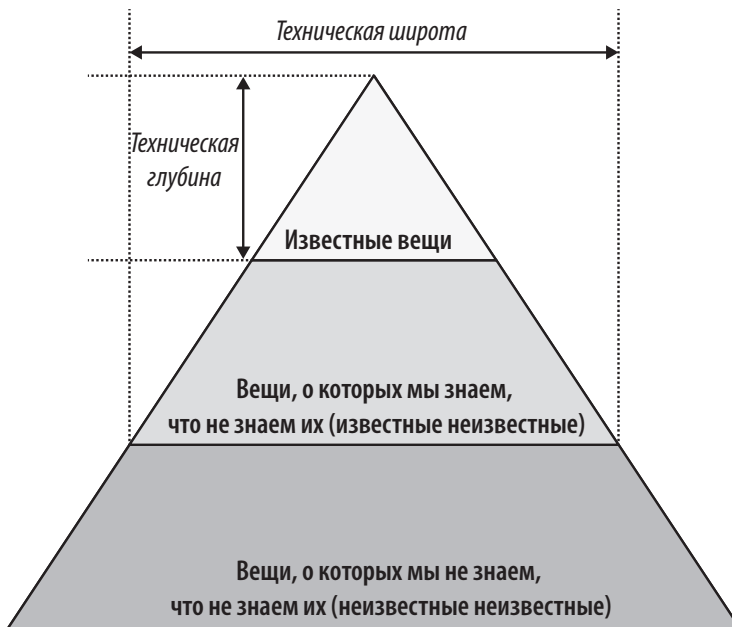 Техническая широта
Техническая
глубина
Известные вещи
Вещи, о которых мы знаем,
что не знаем их (известные неизвестные)
Вещи, о которых мы не знаем,
что не знаем их (неизвестные неизвестные)